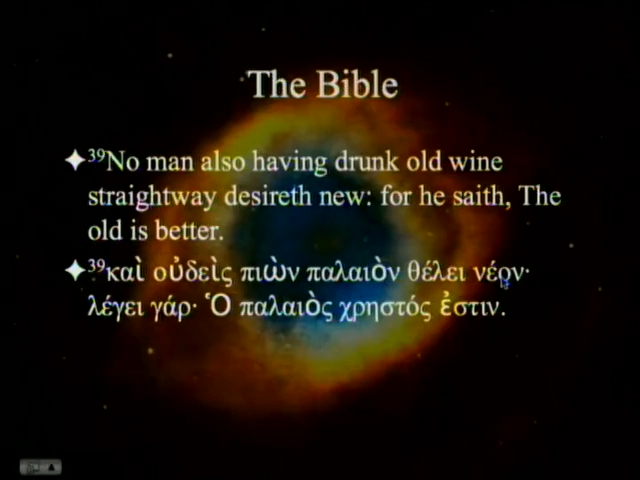 The Bible
✦³⁹No man also having drunk old wine
straightway desireth new: for he saith, The
old is better.
✦³⁹καὶ οὐδεὶς πιὼν παλαιὸν θέλει νέον·
λέγει γάρ· Ὁ παλαιὸς χρηστός ἐστιν.